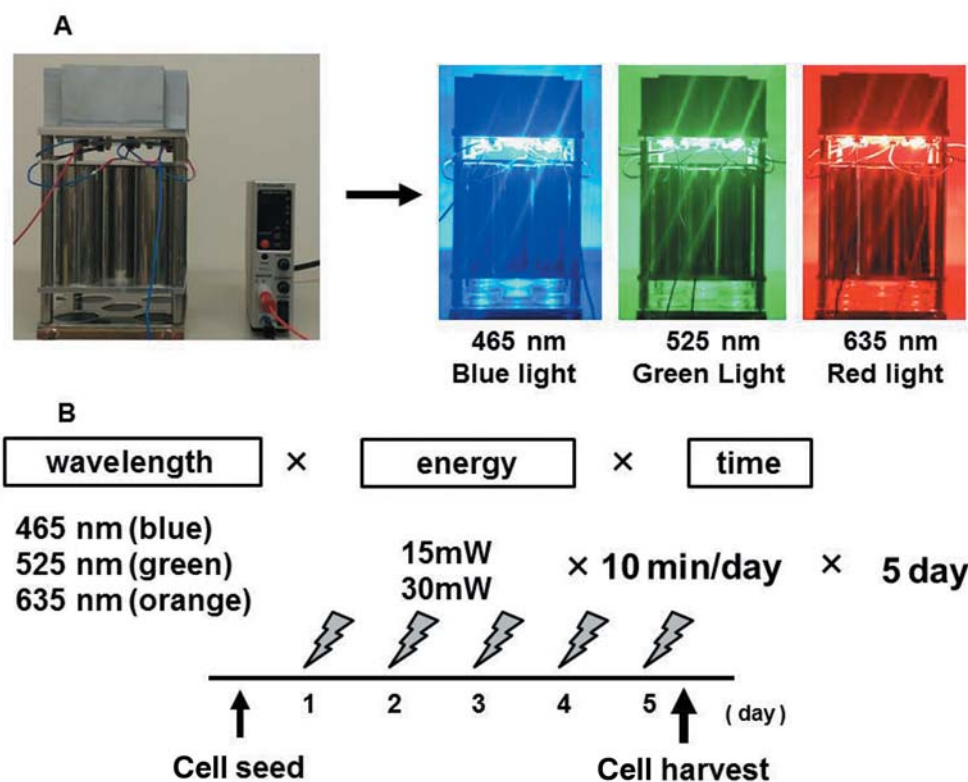 A
465 nm
Blue light
525 nm
Green Light
635 nm
Red light
B
wavelength × energy × time
465 nm (blue)
525 nm (green)
635 nm (orange)
15mW
30mW
× 10 min/day × 5 day
1 2 3 4 5 ( day )
Cell seed
Cell harvest